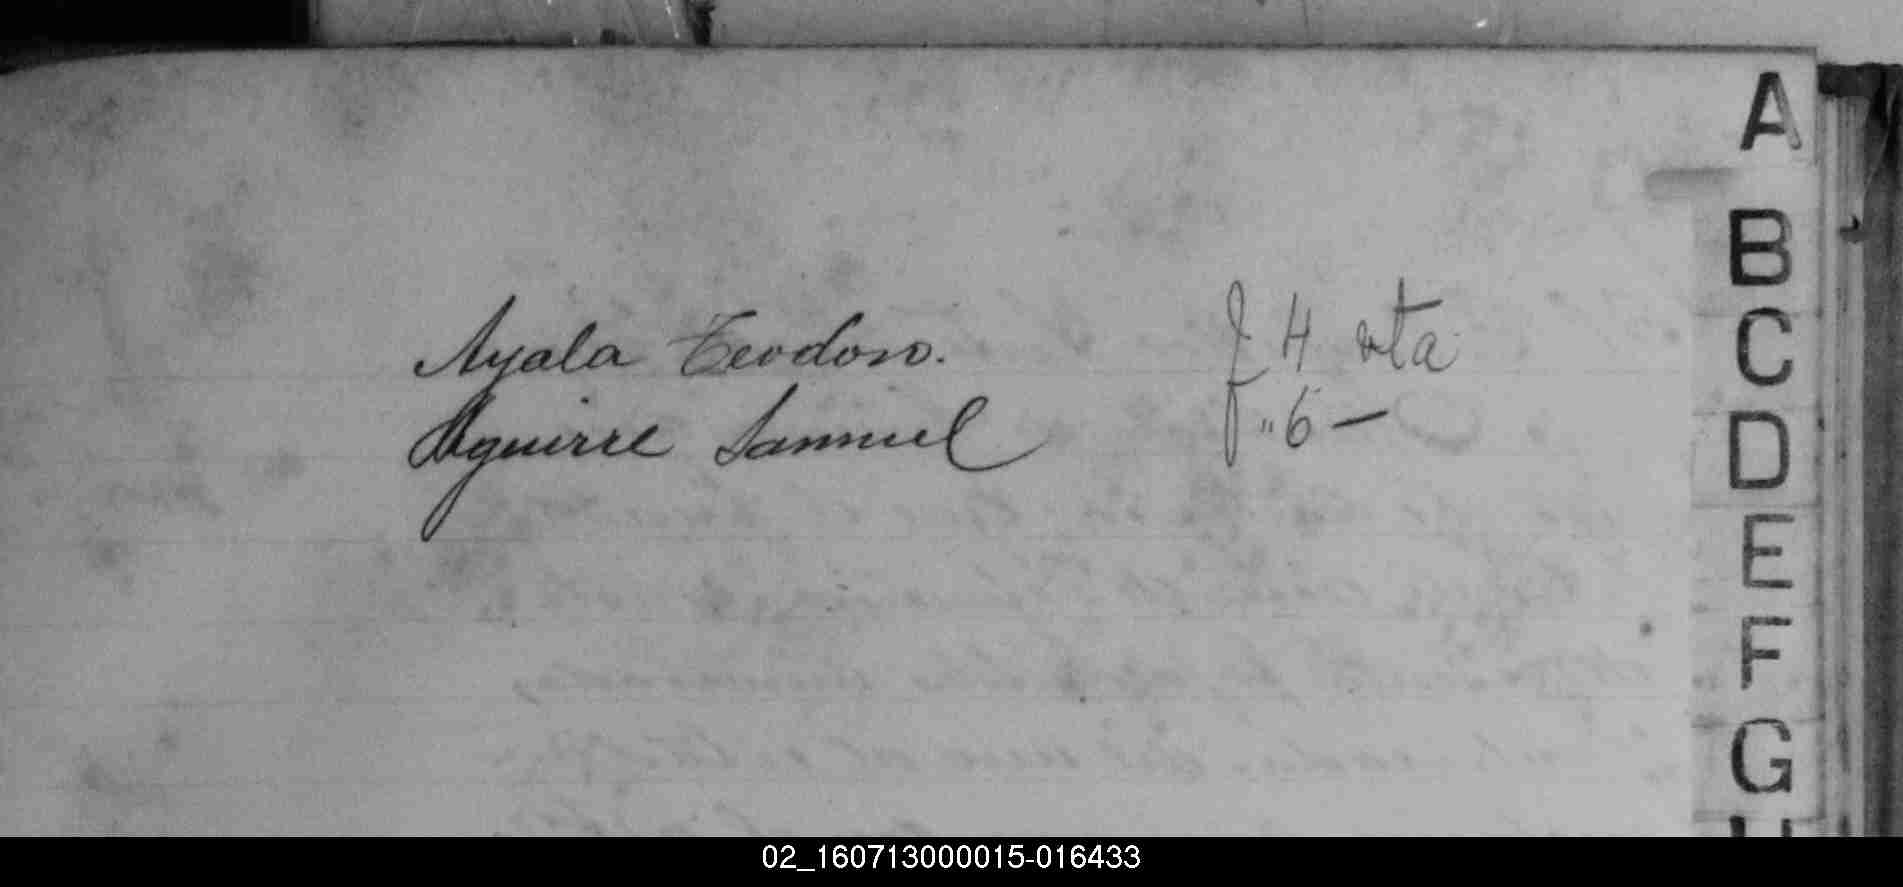 A
B
Ayala Teodoro. f 4 vta
C
Aguirre Samuel f " 6 —
D
E
F
G
02_160713000015-016433